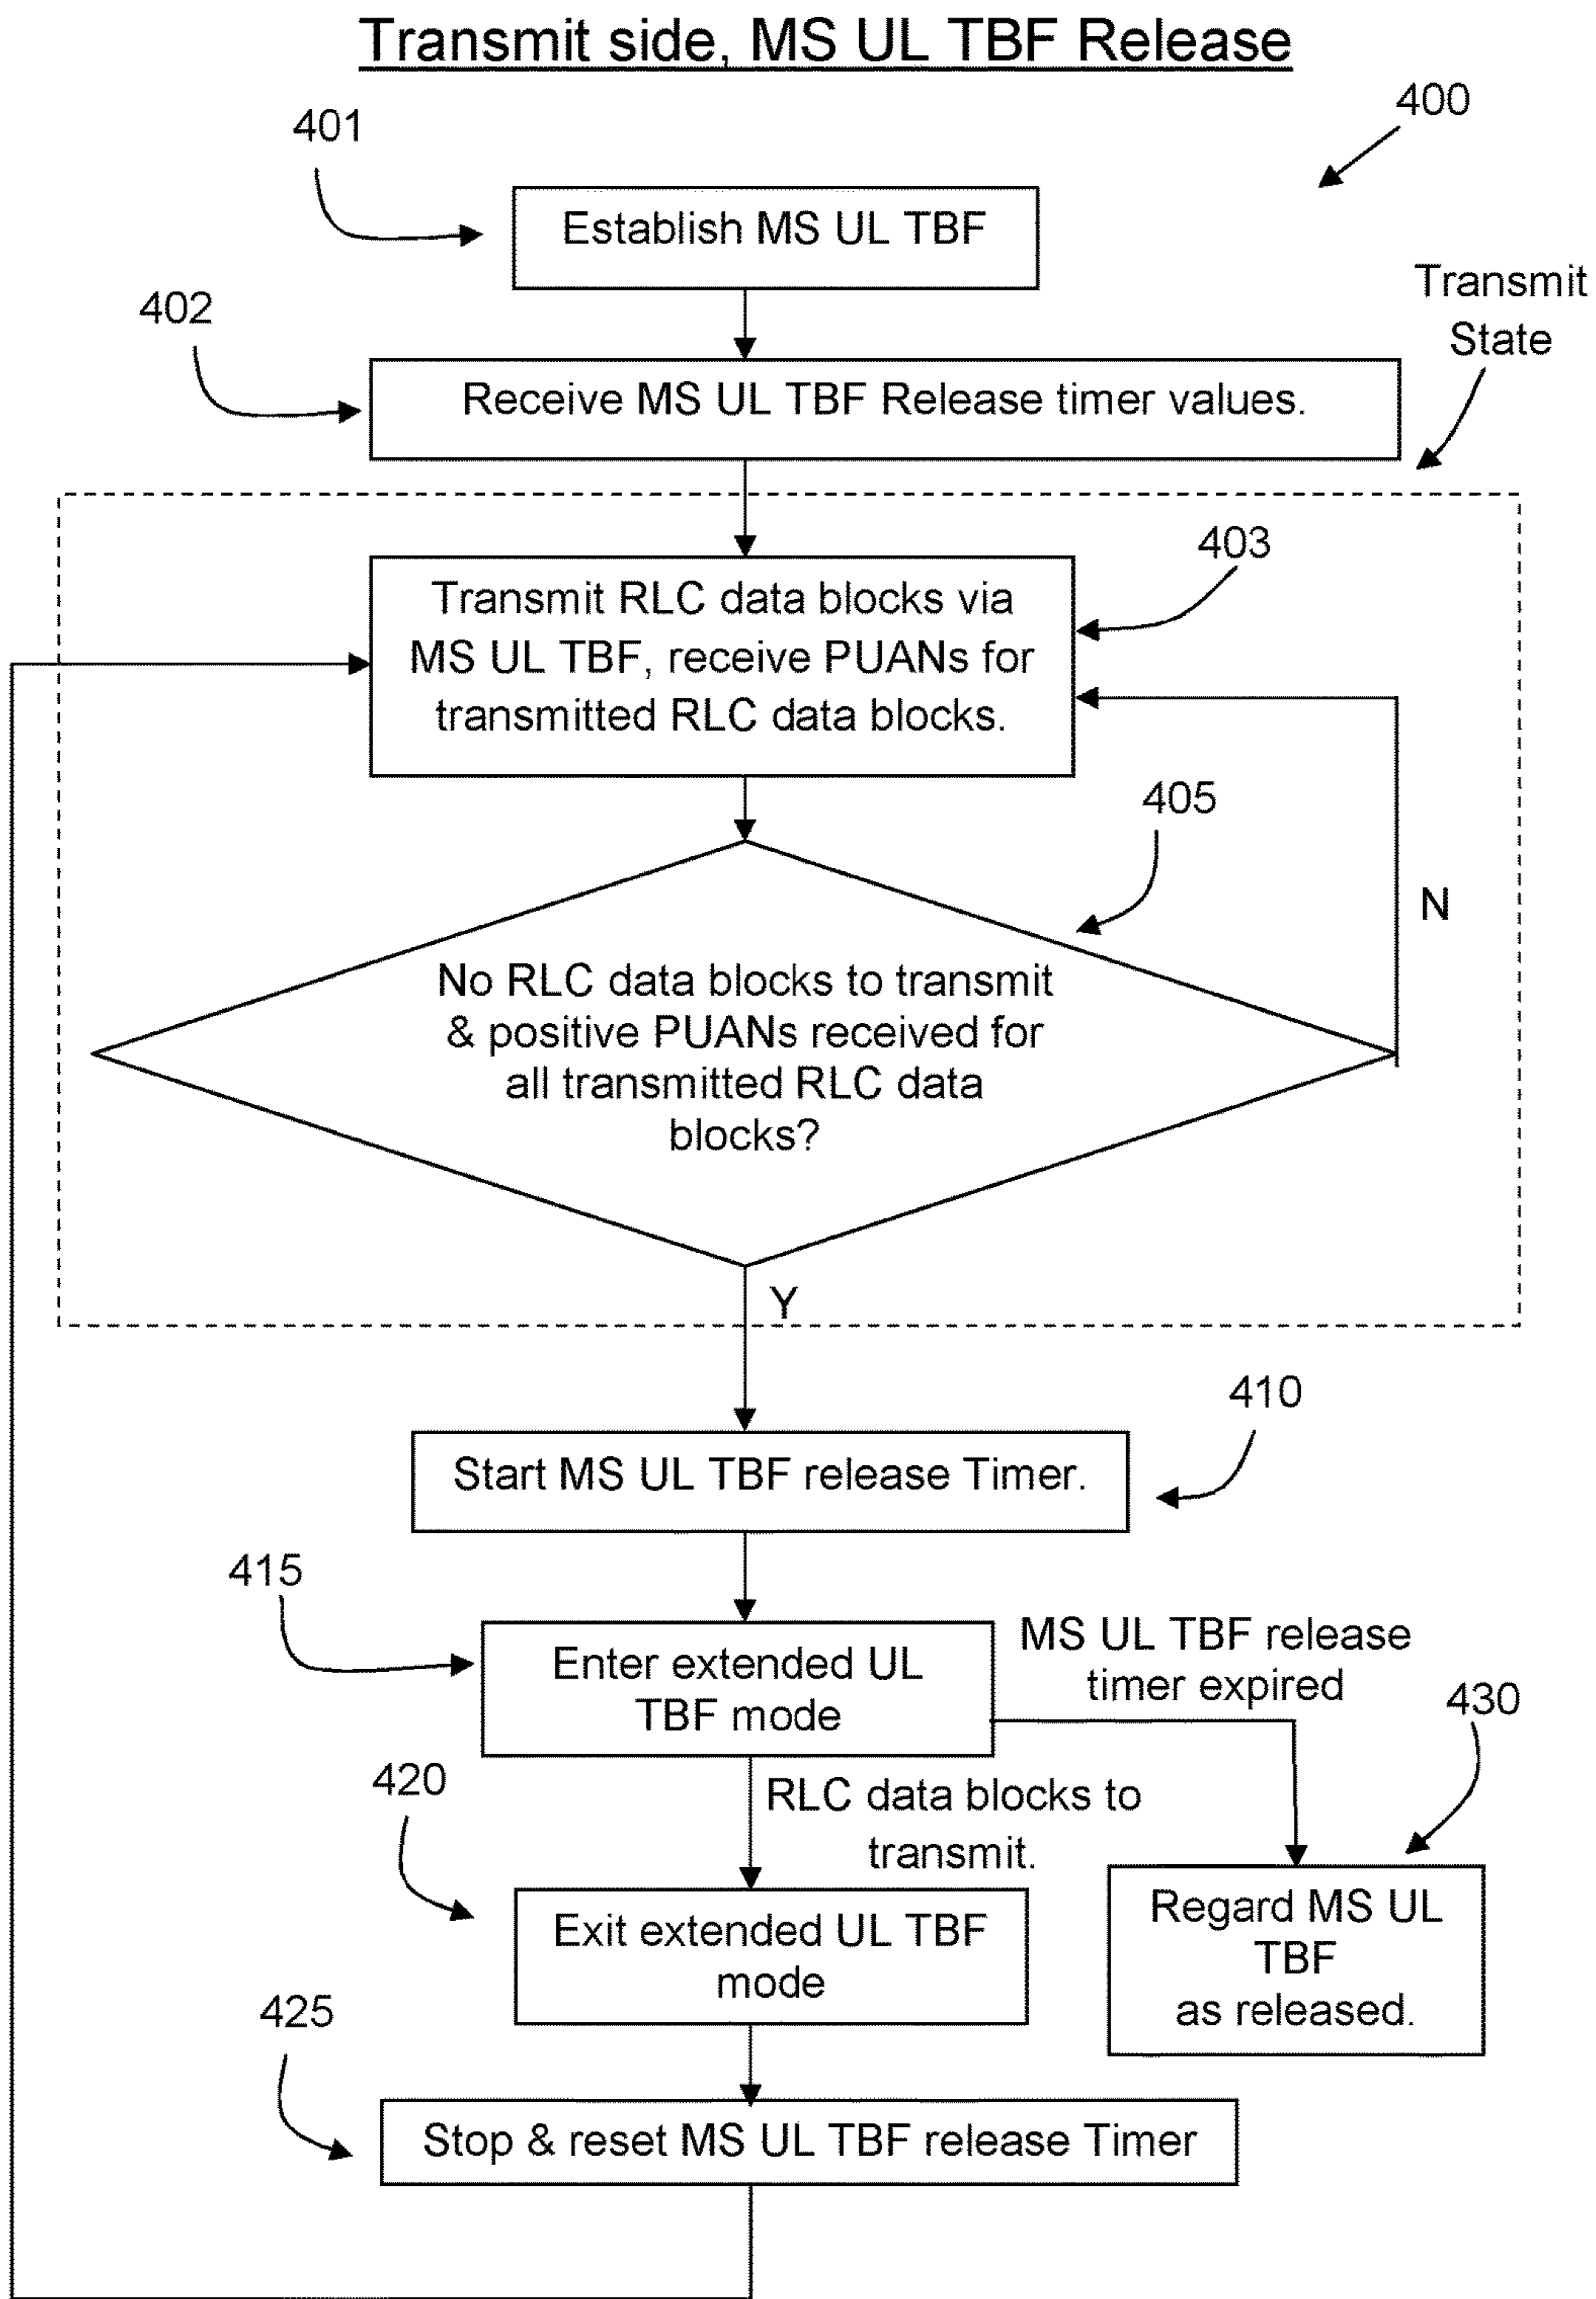 Transmit side, MS UL TBF Release
400
401
Establish MS UL TBF
Transmit
State
402
Receive MS UL TBF Release timer values.
403
Transmit RLC data blocks via
MS UL TBF, receive PUANs for
transmitted RLC data blocks.
405
N
No RLC data blocks to transmit
& positive PUANs received for
all transmitted RLC data
blocks?
Y
410
Start MS UL TBF release Timer.
415
Enter extended UL
TBF mode
MS UL TBF release
timer expired
430
420
RLC data blocks to
transmit.
Exit extended UL TBF
mode
Regard MS UL
TBF
as released.
425
Stop & reset MS UL TBF release Timer